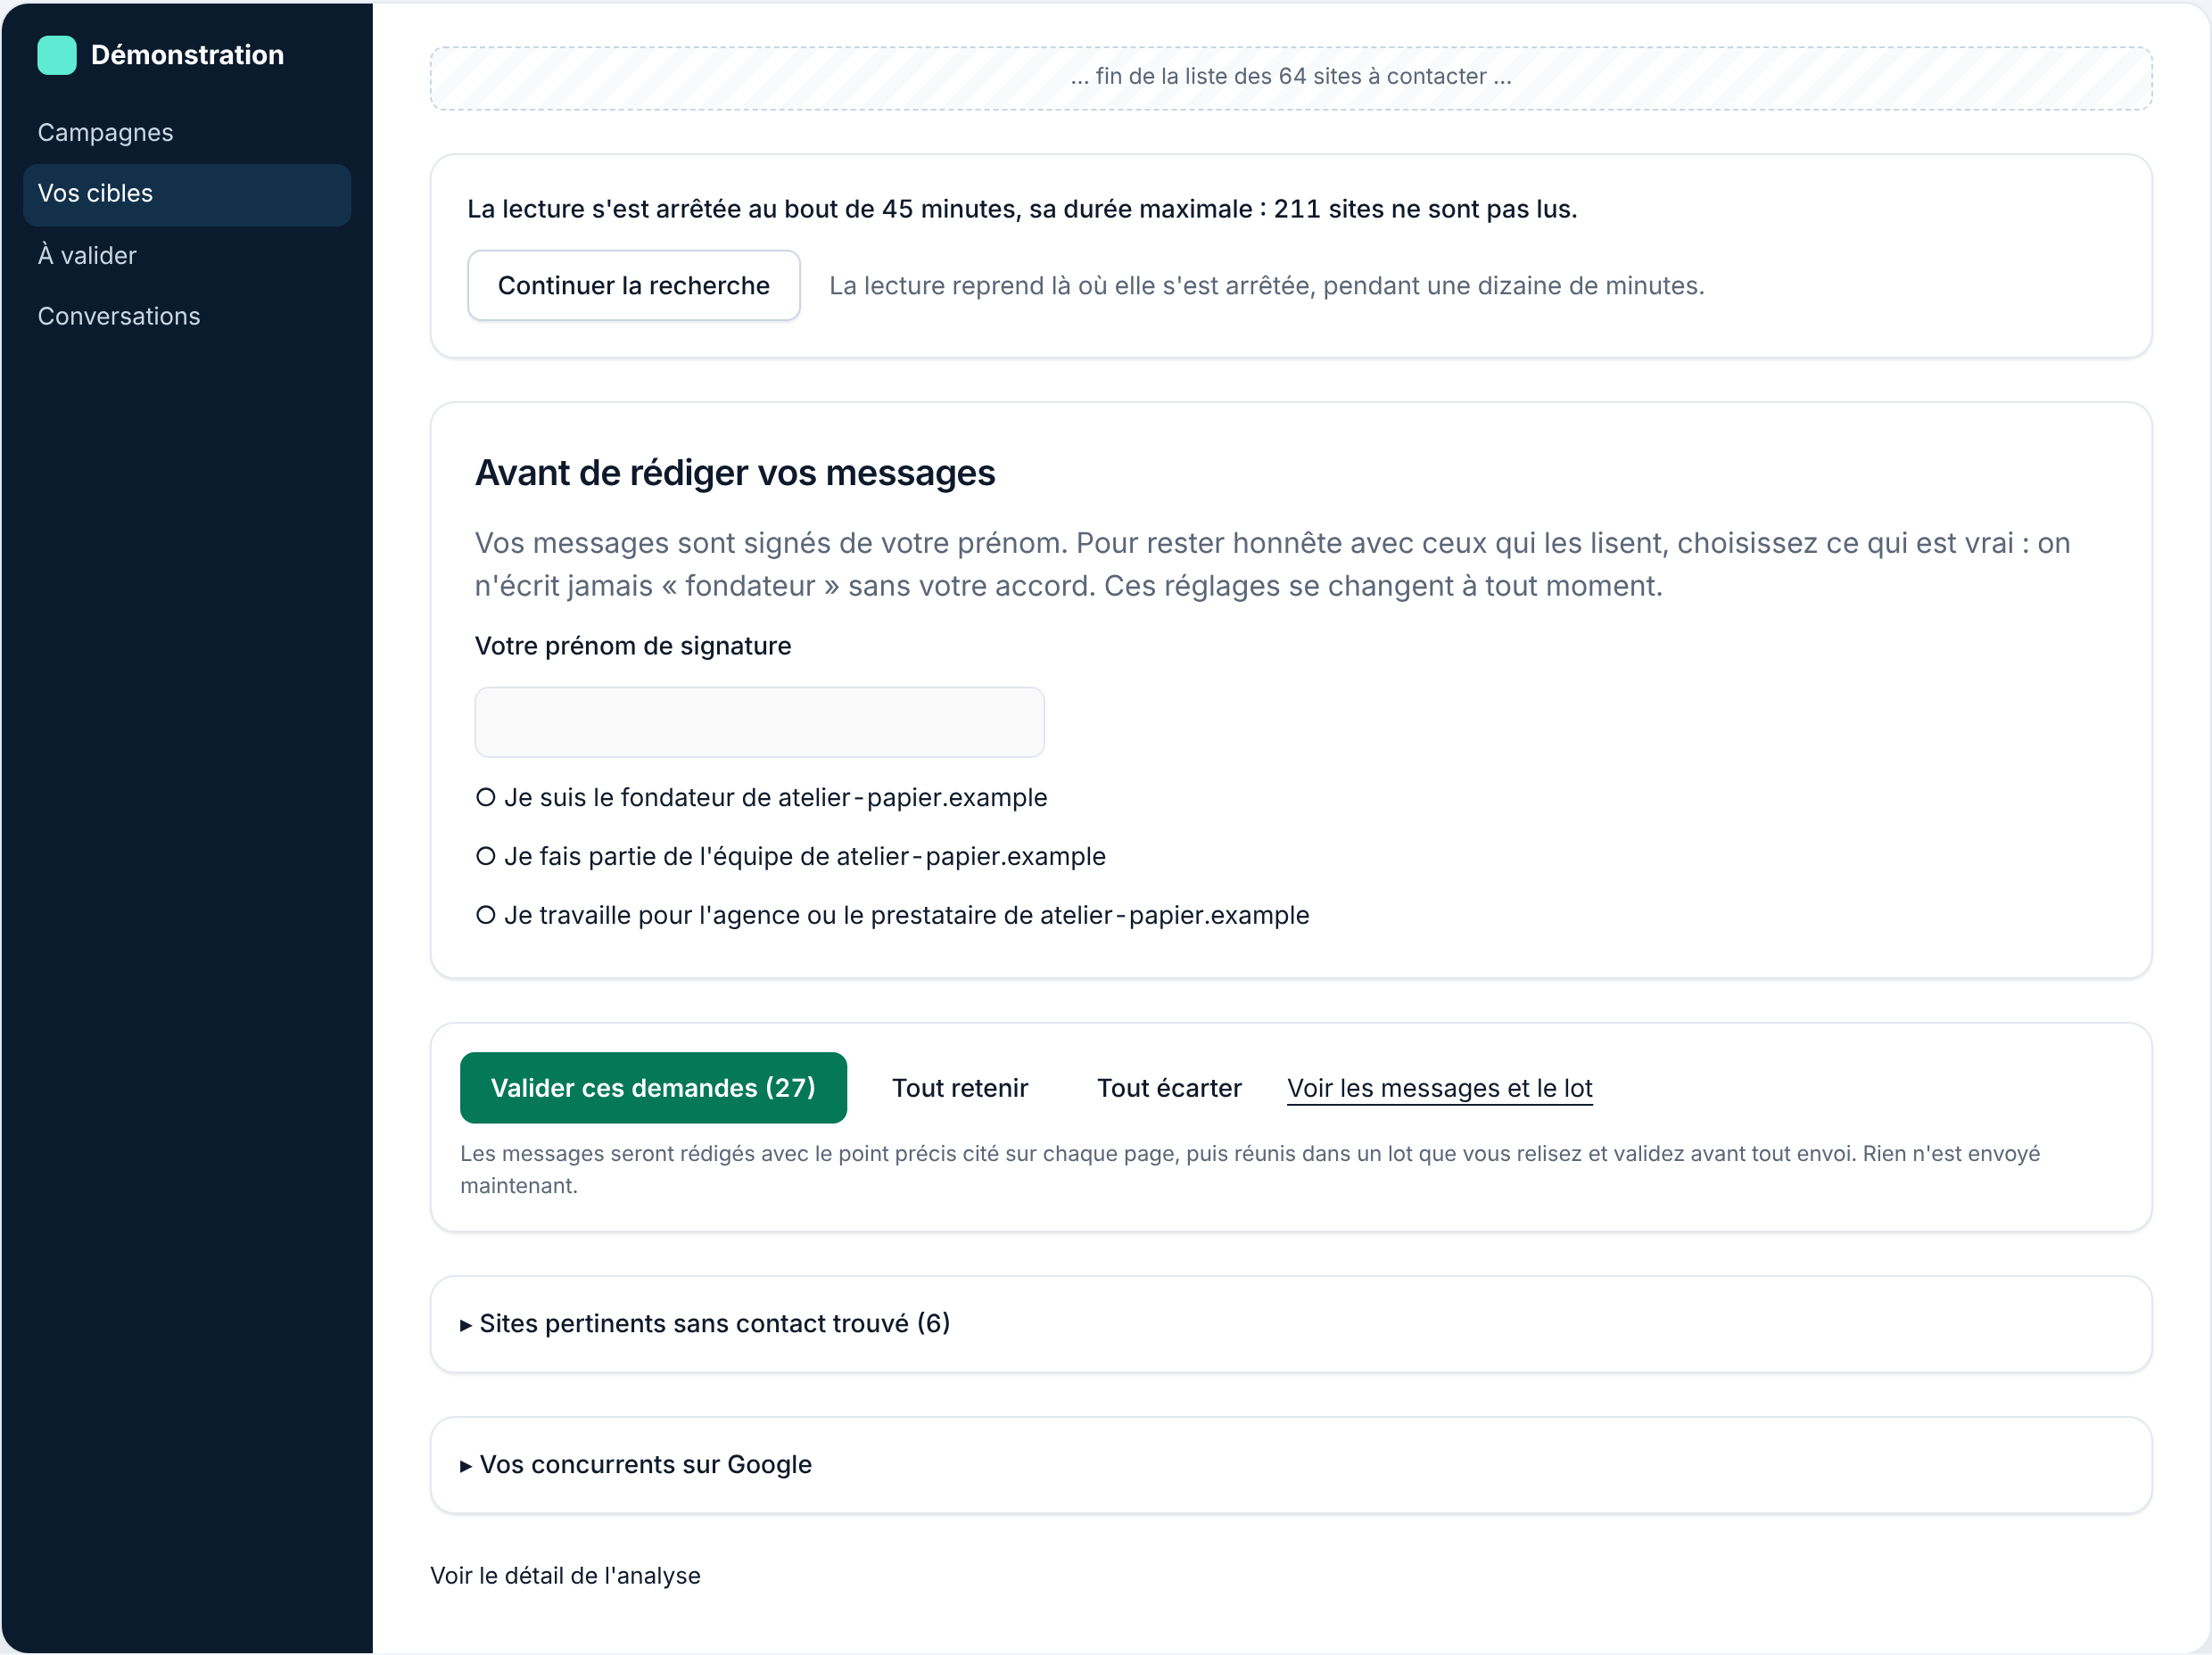 Démonstration
Campagnes
Vos cibles
À valider
Conversations
... fin de la liste des 64 sites à contacter ...
La lecture s'est arrêtée au bout de 45 minutes, sa durée maximale : 211 sites ne sont pas lus.
Continuer la recherche
La lecture reprend là où elle s'est arrêtée, pendant une dizaine de minutes.
Avant de rédiger vos messages
Vos messages sont signés de votre prénom. Pour rester honnête avec ceux qui les lisent, choisissez ce qui est vrai : on
n'écrit jamais « fondateur » sans votre accord. Ces réglages se changent à tout moment.
Votre prénom de signature
Je suis le fondateur de atelier-papier.example
Je fais partie de l'équipe de atelier-papier.example
Je travaille pour l'agence ou le prestataire de atelier-papier.example
Valider ces demandes (27)
Tout retenir
Tout écarter
Voir les messages et le lot
Les messages seront rédigés avec le point précis cité sur chaque page, puis réunis dans un lot que vous relisez et validez avant tout envoi. Rien n'est envoyé
maintenant.
▸ Sites pertinents sans contact trouvé (6)
▸ Vos concurrents sur Google
Voir le détail de l'analyse